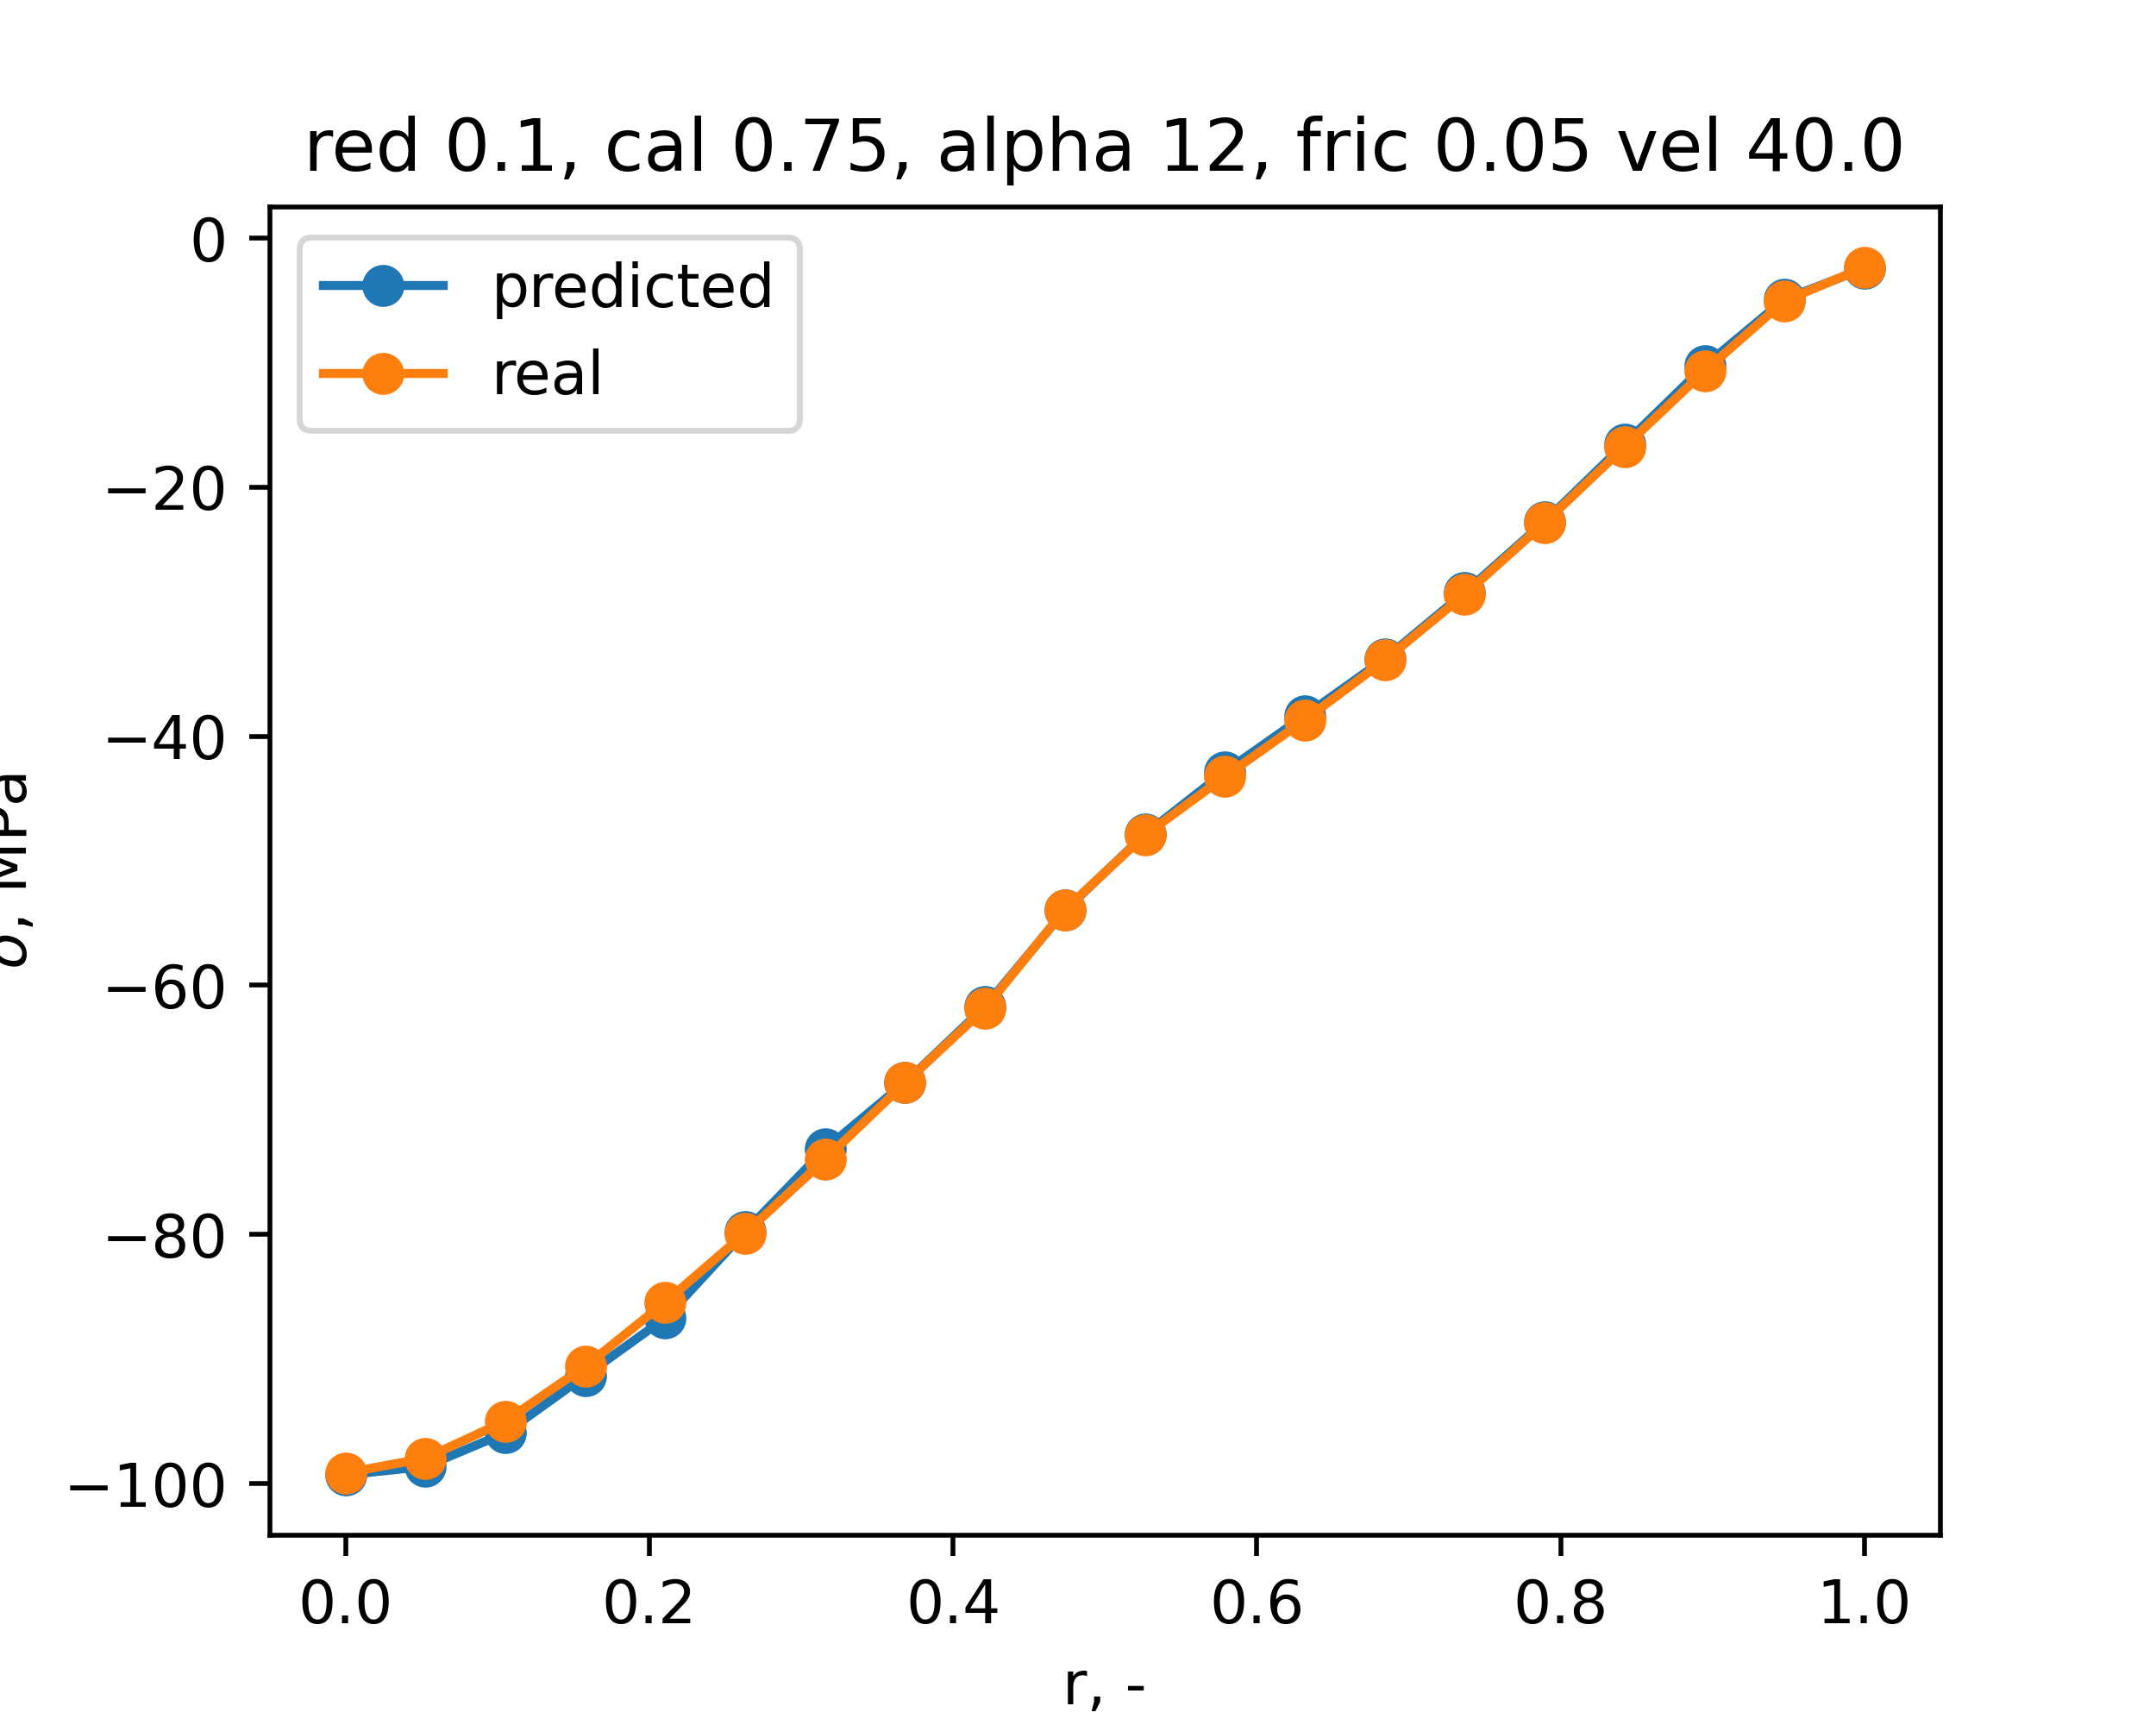 red 0.1, cal 0.75, alpha 12, fric 0.05 vel 40.0
predicted
real
0
−20
−40
−60
−80
−100
, MPa
0.0 0.2 0.4 0.6 0.8 1.0
r, -